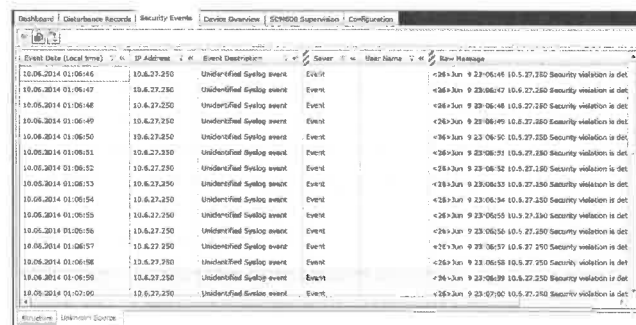 Dashboard | Disturbance Records | Security Events | Device Overview | SCM600 Supervision | Configuration
Event Date (Local time) IP Address Event Description Sever User Name Raw Message
10.06.2014 01:06:46 10.6.27.250 Unidentified Syslog event Event <26>Jun 9 23:06:46 10.6.27.250 Security violation is det
10.06.2014 01:06:47 10.6.27.250 Unidentified Syslog event Event <26>Jun 9 23:06:47 10.6.27.250 Security violation is det
10.06.2014 01:06:48 10.6.27.250 Unidentified Syslog event Event <26>Jun 9 23:06:48 10.6.27.250 Security violation is det
10.06.2014 01:06:49 10.6.27.250 Unidentified Syslog event Event <26>Jun 9 23:06:49 10.6.27.250 Security violation is det
10.06.2014 01:06:50 10.6.27.250 Unidentified Syslog event Event <26>Jun 9 23:06:50 10.6.27.250 Security violation is det
10.06.2014 01:06:51 10.6.27.250 Unidentified Syslog event Event <26>Jun 9 23:06:51 10.6.27.250 Security violation is det
10.06.2014 01:06:52 10.6.27.250 Unidentified Syslog event Event <26>Jun 9 23:06:52 10.6.27.250 Security violation is det
10.06.2014 01:06:53 10.6.27.250 Unidentified Syslog event Event <26>Jun 9 23:06:53 10.6.27.250 Security violation is det
10.06.2014 01:06:54 10.6.27.250 Unidentified Syslog event Event <26>Jun 9 23:06:54 10.6.27.250 Security violation is det
10.06.2014 01:06:55 10.6.27.250 Unidentified Syslog event Event <26>Jun 9 23:06:55 10.6.27.250 Security violation is det
10.06.2014 01:06:56 10.6.27.250 Unidentified Syslog event Event <26>Jun 9 23:06:56 10.6.27.250 Security violation is det
10.06.2014 01:06:57 10.6.27.250 Unidentified Syslog event Event <26>Jun 9 23:06:57 10.6.27.250 Security violation is det
10.06.2014 01:06:58 10.6.27.250 Unidentified Syslog event Event <26>Jun 9 23:06:58 10.6.27.250 Security violation is det
10.06.2014 01:06:59 10.6.27.250 Unidentified Syslog event Event <26>Jun 9 23:06:59 10.6.27.250 Security violation is det
10.06.2014 01:07:00 10.6.27.250 Unidentified Syslog event Event <26>Jun 9 23:07:00 10.6.27.250 Security violation is det
Structure Unknown Source